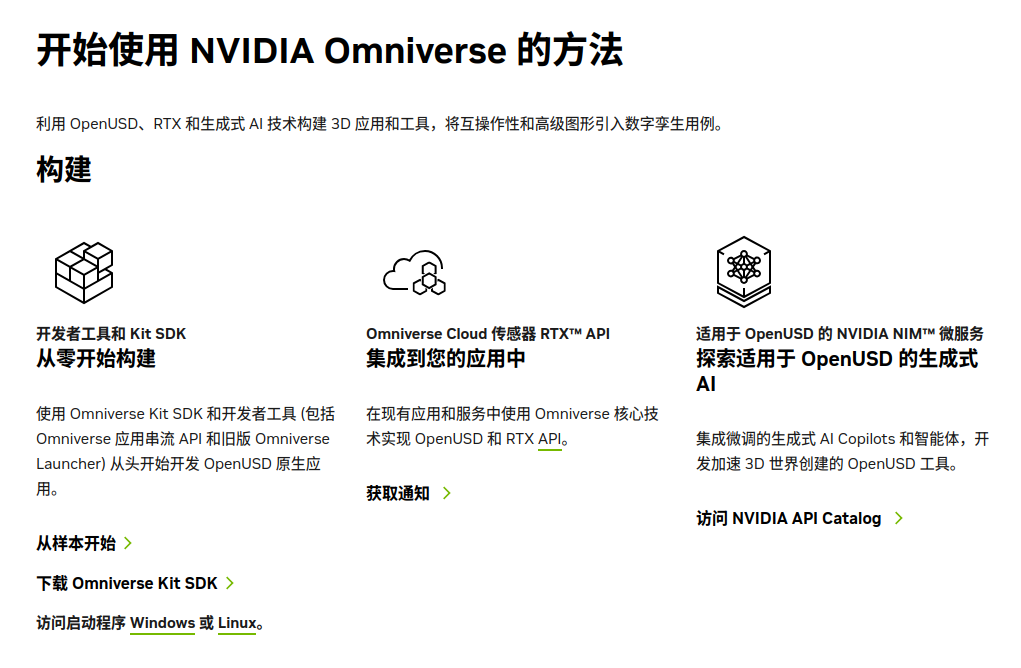 开始使用 NVIDIA Omniverse 的方法
利用 OpenUSD、RTX 和生成式 AI 技术构建 3D 应用和工具，将互操作性和高级图形引入数字孪生用例。
构建
开发者工具和 Kit SDK
从零开始构建
使用 Omniverse Kit SDK 和开发者工具 (包括
Omniverse 应用串流 API 和旧版 Omniverse
Launcher) 从头开始开发 OpenUSD 原生应
用。
从样本开始
下载 Omniverse Kit SDK
访问启动程序 Windows 或 Linux。
Omniverse Cloud 传感器 RTX™ API
集成到您的应用中
在现有应用和服务中使用 Omniverse 核心技
术实现 OpenUSD 和 RTX API。
获取通知
适用于 OpenUSD 的 NVIDIA NIM™ 微服务
探索适用于 OpenUSD 的生成式
AI
集成微调的生成式 AI Copilots 和智能体，开
发加速 3D 世界创建的 OpenUSD 工具。
访问 NVIDIA API Catalog